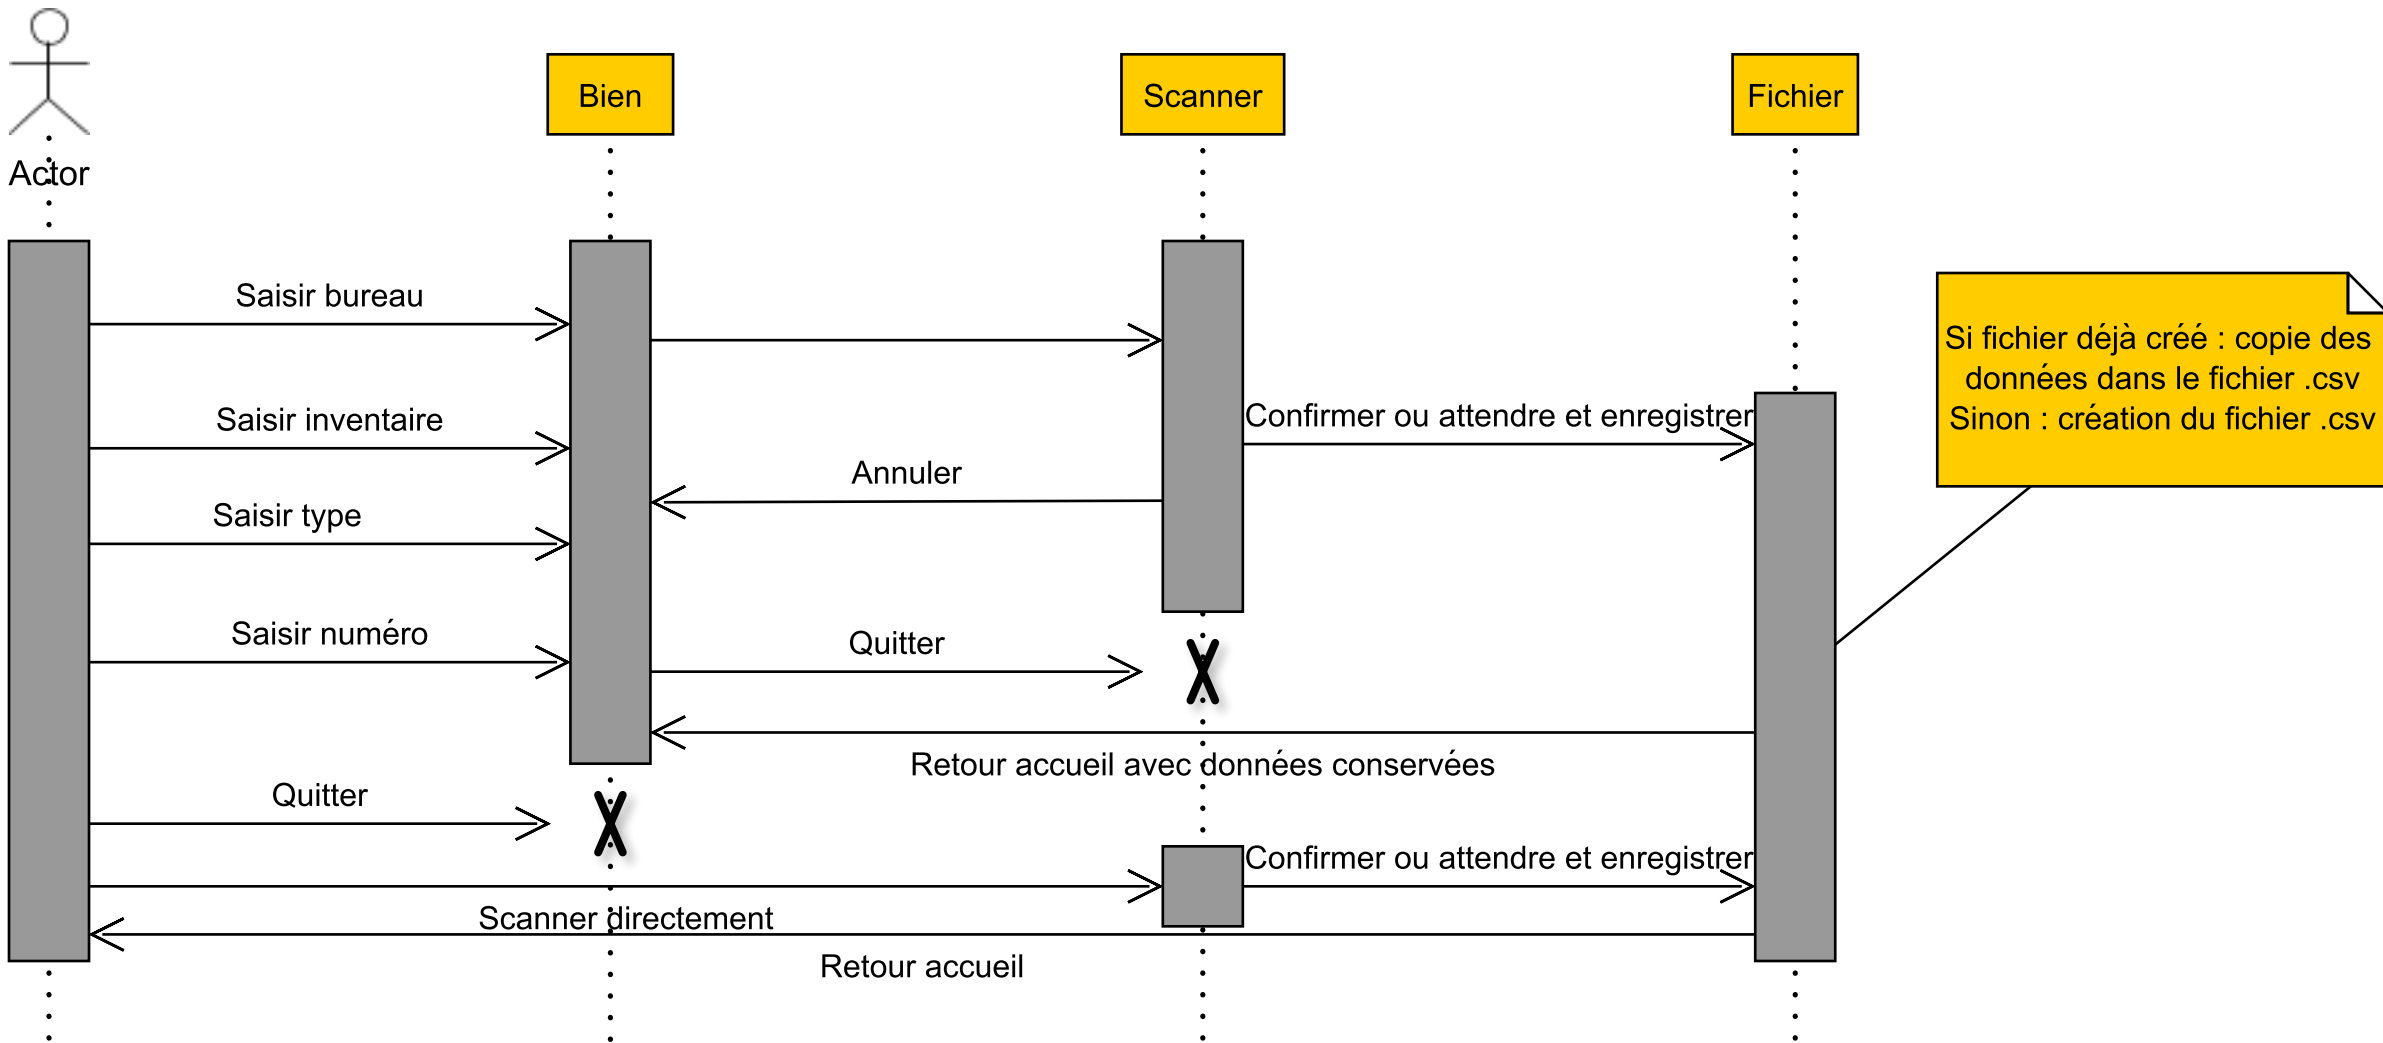 Actor
Bien
Scanner
Fichier
Saisir bureau
Si fichier déjà créé : copie des
données dans le fichier .csv
Sinon : création du fichier .csv
Saisir inventaire
Confirmer ou attendre et enregistrer
Annuler
Saisir type
Saisir numéro
Quitter
Retour accueil avec données conservées
Quitter
Confirmer ou attendre et enregistrer
Scanner directement
Retour accueil